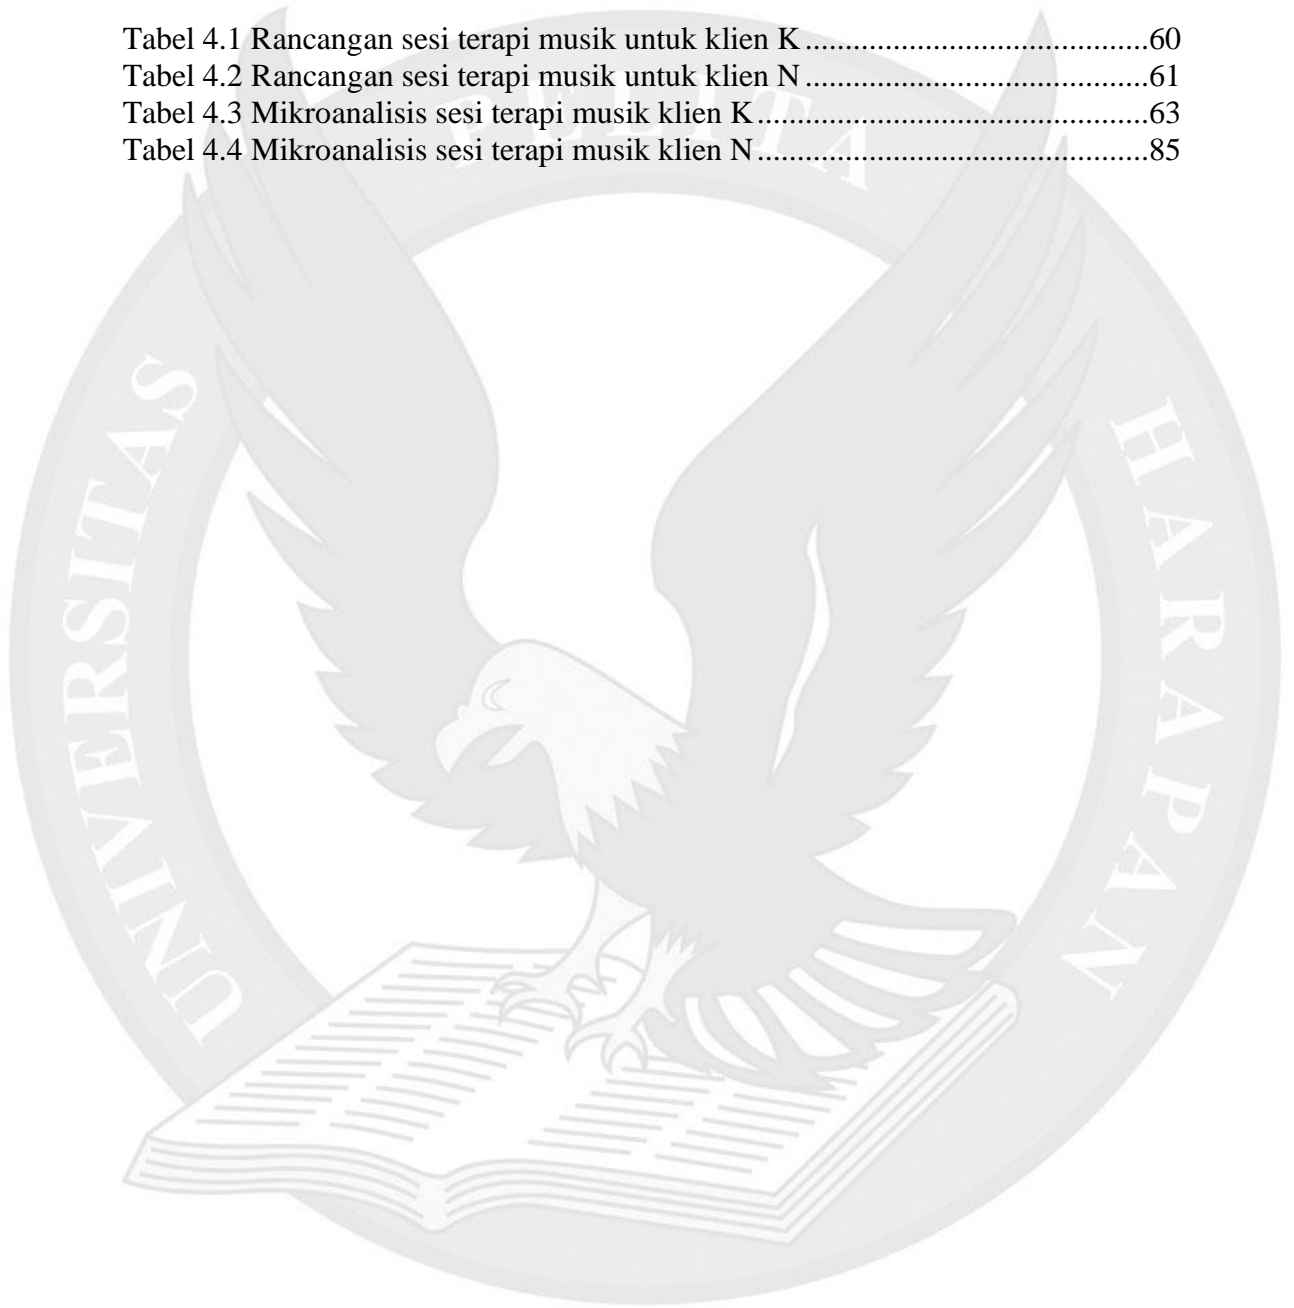 Tabel 4.1 Rancangan sesi terapi musik untuk klien K............................................60
Tabel 4.2 Rancangan sesi terapi musik untuk klien N............................................61
Tabel 4.3 Mikroanalisis sesi terapi musik klien K..................................................63
Tabel 4.4 Mikroanalisis sesi terapi musik klien N..................................................85
UNIVERSITAS PELITA HARAPAN